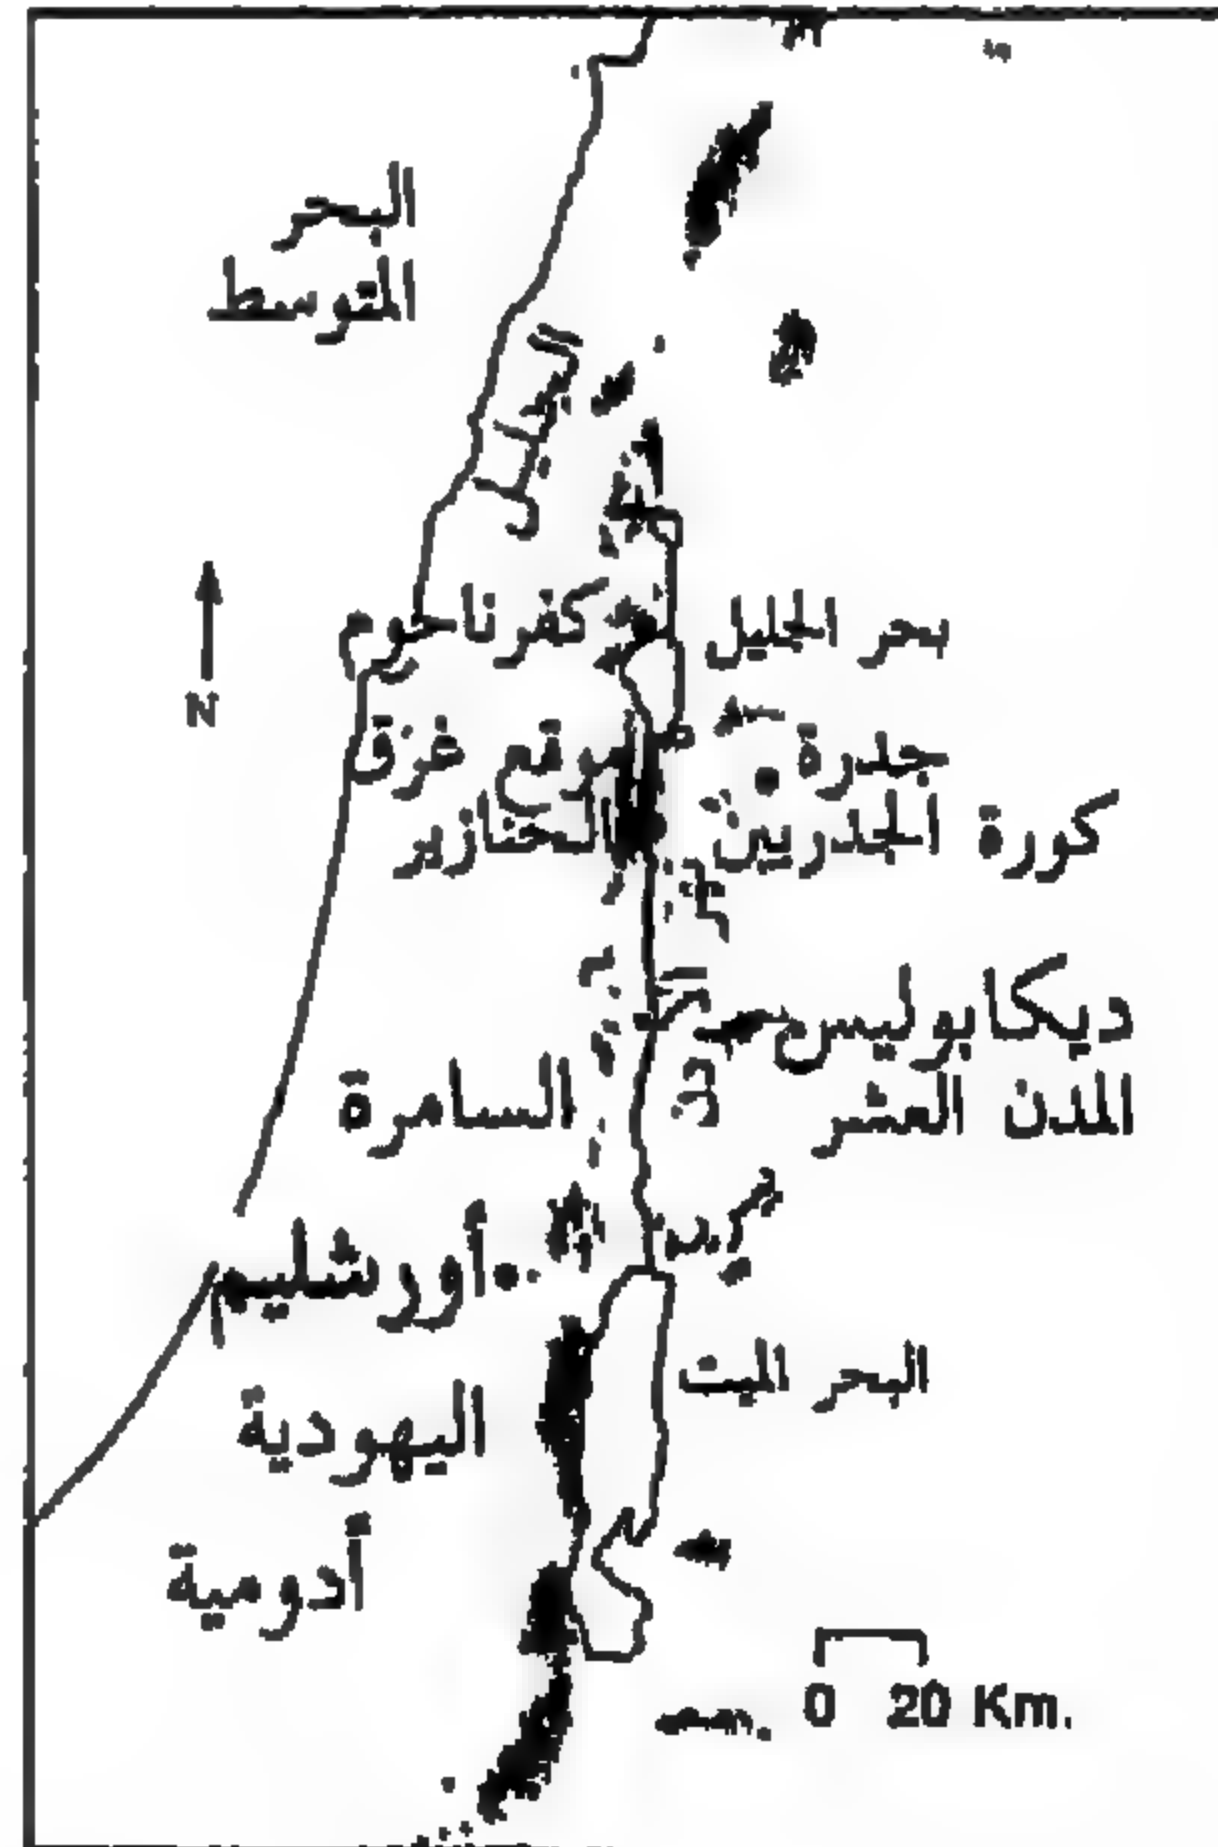 البحر
المتوسط
الجليل
N
كفرناحوم
بحر الجليل
موقع غرق
الخنازير
جدرة
كورة الجدريين
ديكابوليس
المدن العشر
السامرة
أورشليم
البحر الميت
اليهودية
أدومية
0 20 Km.